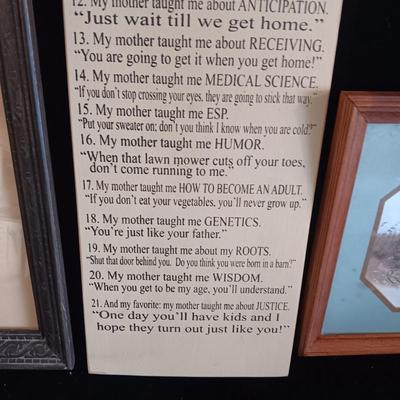 12. My mother taught me about ANTICIPATION.
"Just wait till we get home."
13. My mother taught me about RECEIVING.
"You are going to get it when you get home!"
14. My mother taught me MEDICAL SCIENCE.
"If you don't stop crossing your eyes, they are going to stick that way."
15. My mother taught me ESP.
"Put your sweater on; don't you think I know when you are cold?"
16. My mother taught me HUMOR.
"When that lawn mower cuts off your toes,
don't come running to me."
17. My mother taught me HOW TO BECOME AN ADULT.
"If you don't eat your vegetables, you'll never grow up."
18. My mother taught me GENETICS.
"You're just like your father."
19. My mother taught me about my ROOTS.
"Shut that door behind you. Do you think you were born in a barn?"
20. My mother taught me WISDOM.
"When you get to be my age, you'll understand."
21. And my favorite: my mother taught me about JUSTICE.
"One day you'll have kids and I
hope they turn out just like you!"